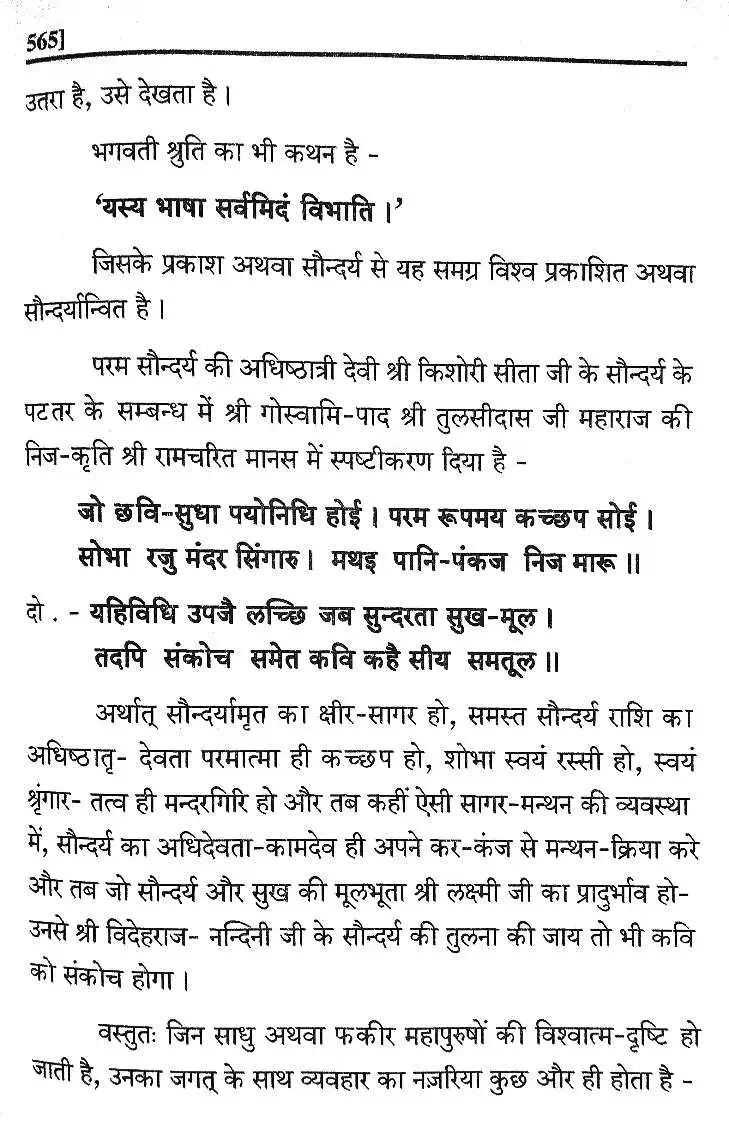 565]
उतरा है, उसे देखता है।
भगवती श्रुति का भी कथन है -
‘यस्य भाषा सर्वमिदं विभाति।’
जिसके प्रकाश अथवा सौन्दर्य से यह समग्र विश्व प्रकाशित अथवा
सौन्दर्यान्वित है।
परम सौन्दर्य की अधिष्ठात्री देवी श्री किशोरी सीता जी के सौन्दर्य के
पटतर के सम्बन्ध में श्री गोस्वामि-पाद श्री तुलसीदास जी महाराज की
निज-कृति श्री रामचरित मानस में स्पष्टीकरण दिया है -
जो छवि-सुधा पयोनिधि होई। परम रूपमय कच्छप सोई।
सोभा रजु मंदर सिंगारु। मथइ पानि-पंकज निज मारू॥
दो. - यहिविधि उपजै लच्छि जब सुन्दरता सुख-मूल।
तदपि संकोच समेत कवि कहै सीय समतूल॥
अर्थात् सौन्दर्यामृत का क्षीर-सागर हो, समस्त सौन्दर्य राशि का
अधिष्ठातृ- देवता परमात्मा ही कच्छप हो, शोभा स्वयं रस्सी हो, स्वयं
श्रृंगार- तत्व ही मन्दरगिरि हो और तब कहीं ऐसी सागर-मन्थन की व्यवस्था
में, सौन्दर्य का अधिदेवता-कामदेव ही अपने कर-कंज से मन्थन-क्रिया करे
और तब जो सौन्दर्य और सुख की मूलभूता श्री लक्ष्मी जी का प्रादुर्भाव हो-
उनसे श्री विदेहराज- नन्दिनी जी के सौन्दर्य की तुलना की जाय तो भी कवि
को संकोच होगा।
वस्तुतः जिन साधु अथवा फकीर महापुरुषों की विश्वात्म-दृष्टि हो
जाती है, उनका जगत् के साथ व्यवहार का नज़रिया कुछ और ही होता है -